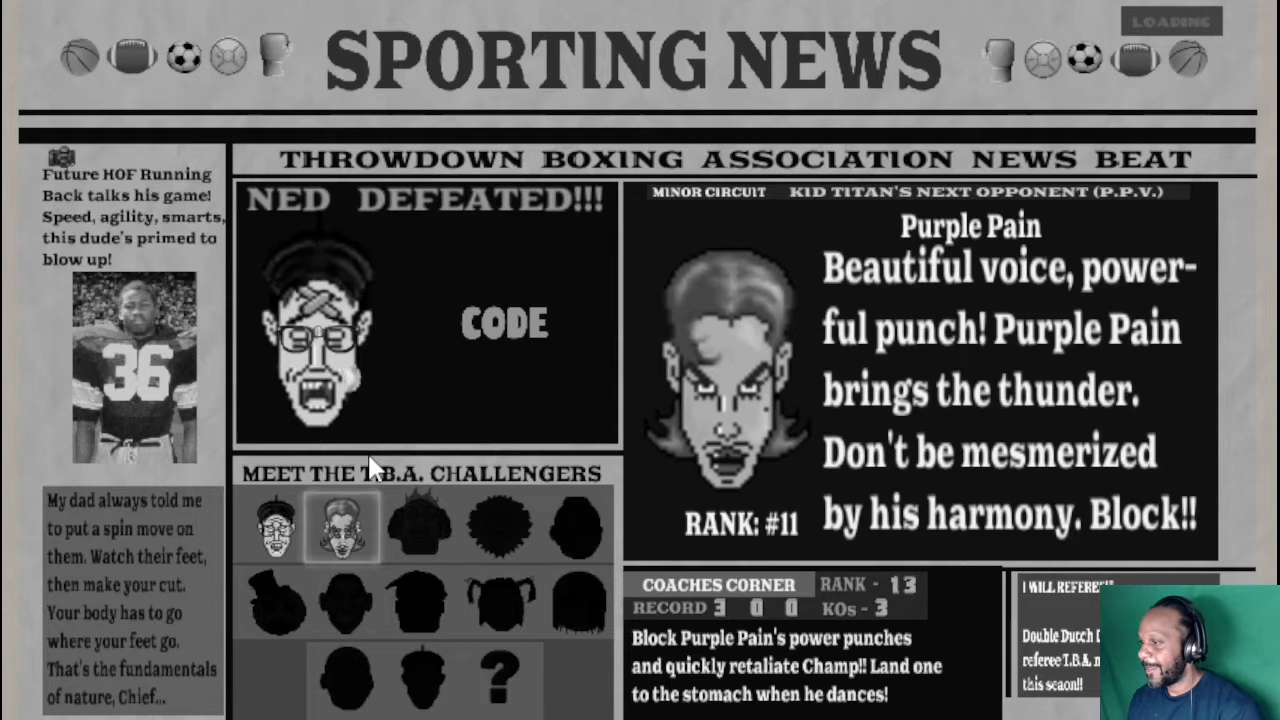 LOADING
SPORTING NEWS
THROWDOWN BOXING ASSOCIATION NEWS BEAT
Future HOF Running
Back talks his game!
Speed, agility, smarts,
this dude's primed to
blow up!
36
My dad always told me
to put a spin move on
them. Watch their feet,
then make your cut.
Your body has to go
where your feet go.
That's the fundamentals
of nature, Chief...
NED DEFEATED!!!
CODE
MEET THE T.B.A. CHALLENGERS
?
MINOR CIRCUIT KID TITAN'S NEXT OPPONENT (P.P.V.)
Purple Pain
Beautiful voice, power-
ful punch! Purple Pain
brings the thunder.
Don't be mesmerized
by his harmony. Block!!
RANK: #11
COACHES CORNER RANK - 13
RECORD 3 0 0 KOs - 3
Block Purple Pain's power punches
and quickly retaliate Champ!! Land one
to the stomach when he dances!
I WILL REFEREE
Double Dutch
referee T.B.A.
this seaon!!